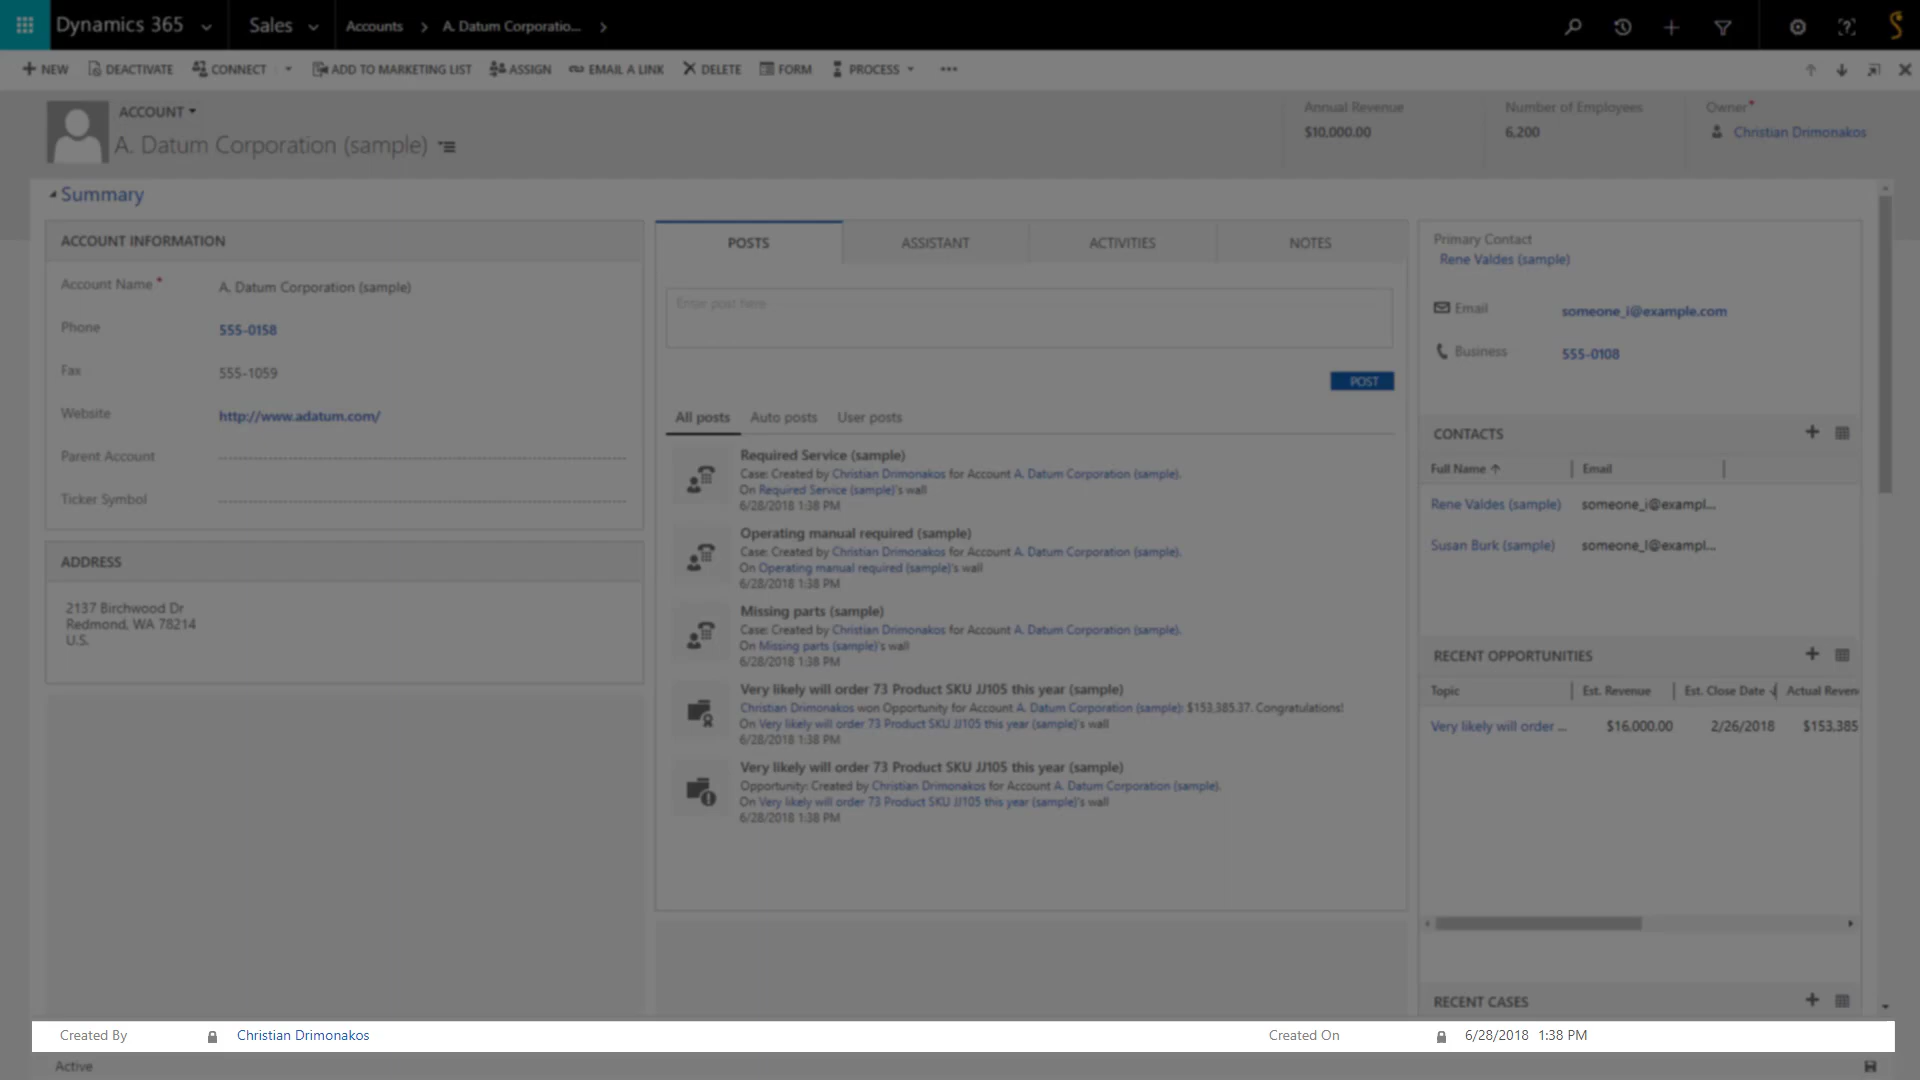 Dynamics 365
Sales
Accounts
A. Datum Corporatio...
NEW
DEACTIVATE
CONNECT
ADD TO MARKETING LIST
ASSIGN
EMAIL A LINK
DELETE
FORM
PROCESS
...
ACCOUNT
A. Datum Corporation (sample)
Annual Revenue
$10,000.00
Number of Employees
6,200
Owner*
Christian Drimonakos
Summary
ACCOUNT INFORMATION
Account Name *
A. Datum Corporation (sample)
Phone
555-0158
Fax
555-1059
Website
http://www.adatum.com/
Parent Account
Ticker Symbol
ADDRESS
2137 Birchwood Dr
Redmond, WA 78214
U.S.
POSTS
ASSISTANT
ACTIVITIES
NOTES
Enter post here
POST
All posts
Auto posts
User posts
Required Service (sample)
Case: Created by Christian Drimonakos for Account A. Datum Corporation (sample).
On Required Service (sample)'s wall
6/28/2018 1:38 PM
Operating manual required (sample)
Case: Created by Christian Drimonakos for Account A. Datum Corporation (sample).
On Operating manual required (sample)'s wall
6/28/2018 1:38 PM
Missing parts (sample)
Case: Created by Christian Drimonakos for Account A. Datum Corporation (sample).
On Missing parts (sample)'s wall
6/28/2018 1:38 PM
Very likely will order 73 Product SKU JJ105 this year (sample)
Christian Drimonakos won Opportunity for Account A. Datum Corporation (sample): $153,385.37. Congratulations!
On Very likely will order 73 Product SKU JJ105 this year (sample)'s wall
6/28/2018 1:38 PM
Very likely will order 73 Product SKU JJ105 this year (sample)
Opportunity: Created by Christian Drimonakos for Account A. Datum Corporation (sample).
On Very likely will order 73 Product SKU JJ105 this year (sample)'s wall
6/28/2018 1:38 PM
Primary Contact
Rene Valdes (sample)
Email
someone_i@example.com
Business
555-0108
CONTACTS
Full Name
Email
Rene Valdes (sample)
someone_i@exampl...
Susan Burk (sample)
someone_l@exampl...
RECENT OPPORTUNITIES
Topic
Est. Revenue
Est. Close Date
Actual Reven
Very likely will order ...
$16,000.00
2/26/2018
$153,385
RECENT CASES
Created By
Christian Drimonakos
Created On
6/28/2018 1:38 PM
Active